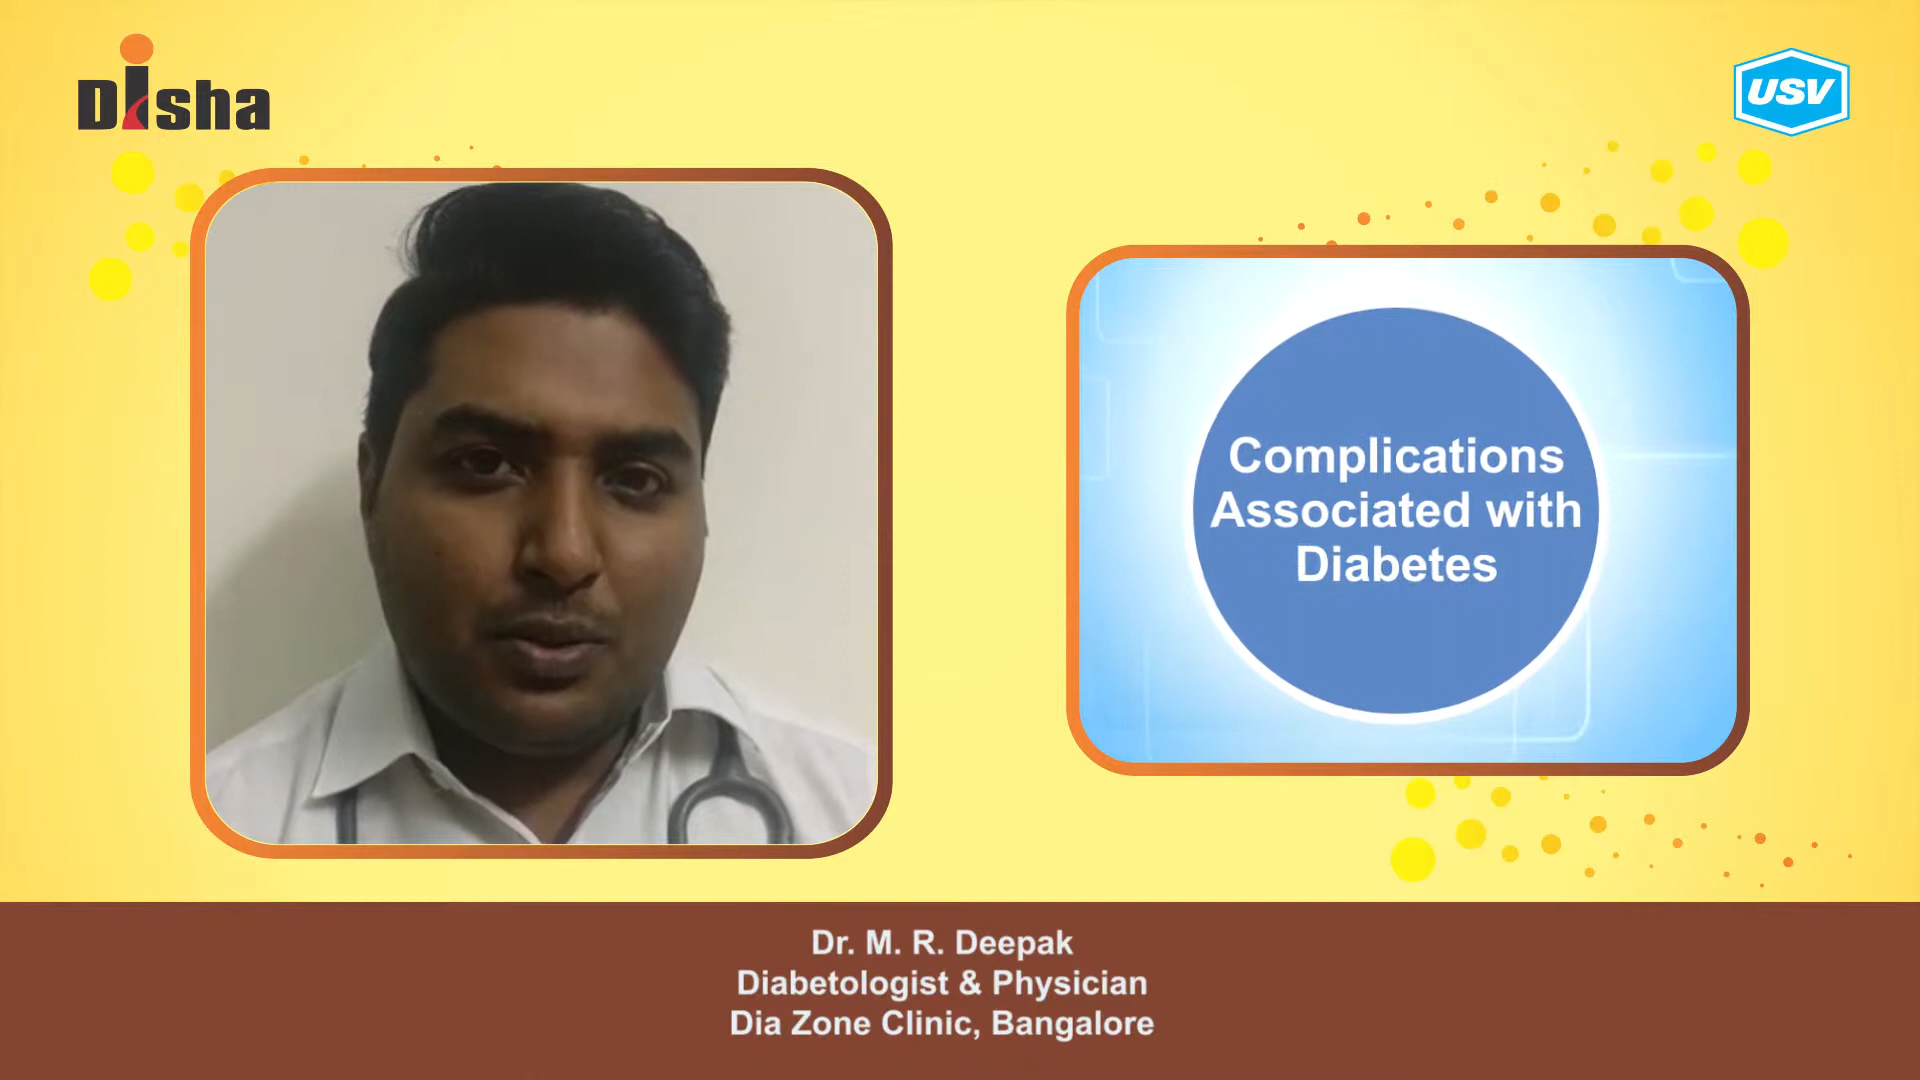 Disha
USV
Complications
Associated with
Diabetes
Dr. M. R. Deepak
Diabetologist & Physician
Dia Zone Clinic, Bangalore